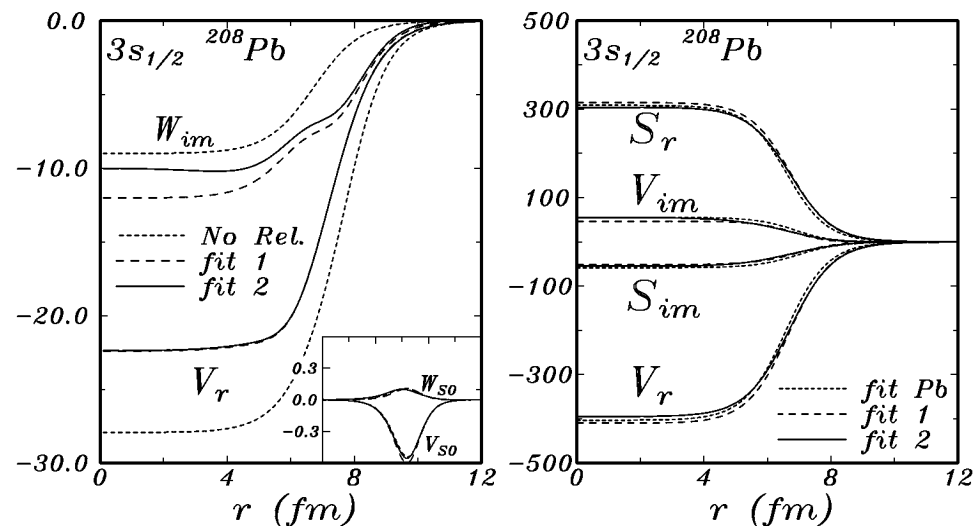 0.0
-10.0
-20.0
-30.0
3s1/2 208Pb
Wim
No Rel.
fit 1
fit 2
Vr
0.3
0.0
-0.3
WSO
VSO
0 4 8 12
r (fm)
500
300
100
-100
-300
-500
3s1/2 208Pb
Sr
Vim
Sim
Vr
fit Pb
fit 1
fit 2
0 4 8 12
r (fm)